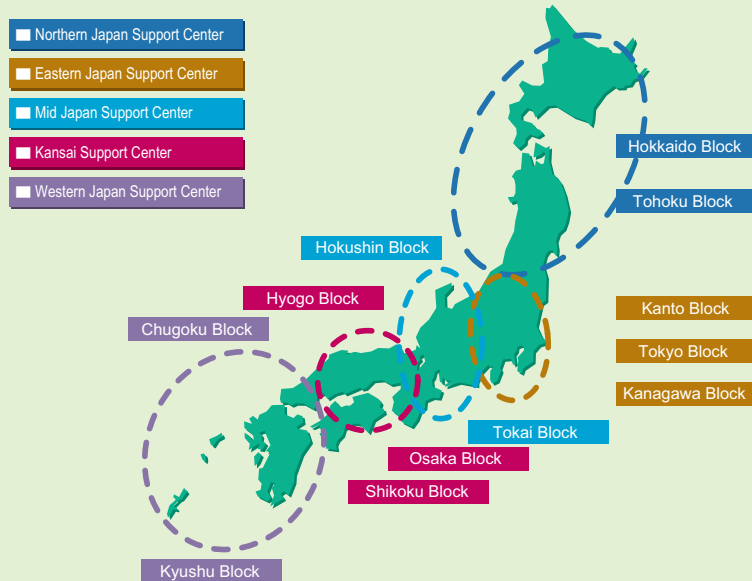 Northern Japan Support Center
Eastern Japan Support Center
Mid Japan Support Center
Kansai Support Center
Western Japan Support Center
Hokkaido Block
Tohoku Block
Hokushin Block
Hyogo Block
Chugoku Block
Kanto Block
Tokyo Block
Kanagawa Block
Tokai Block
Osaka Block
Shikoku Block
Kyushu Block